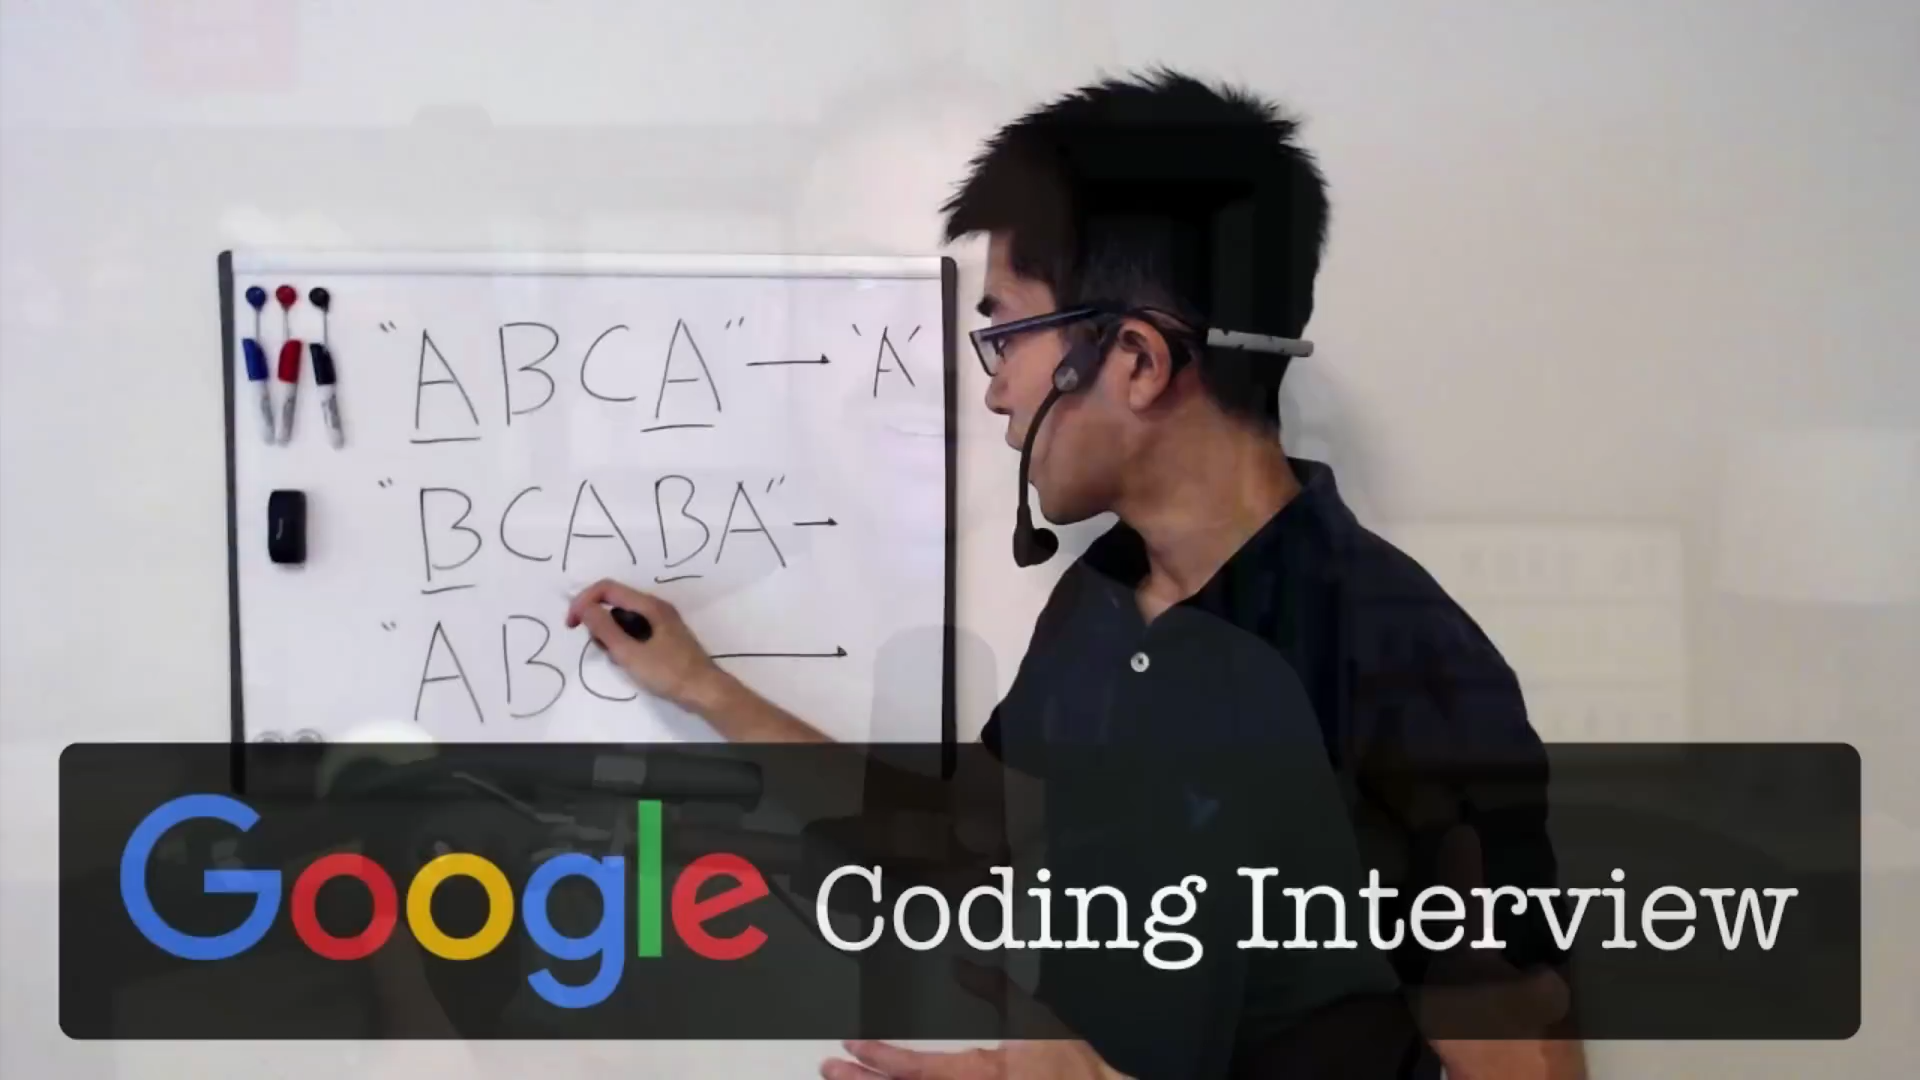 "ABCA" → 'A'
"BCABA" →
"ABC →
Google Coding Interview